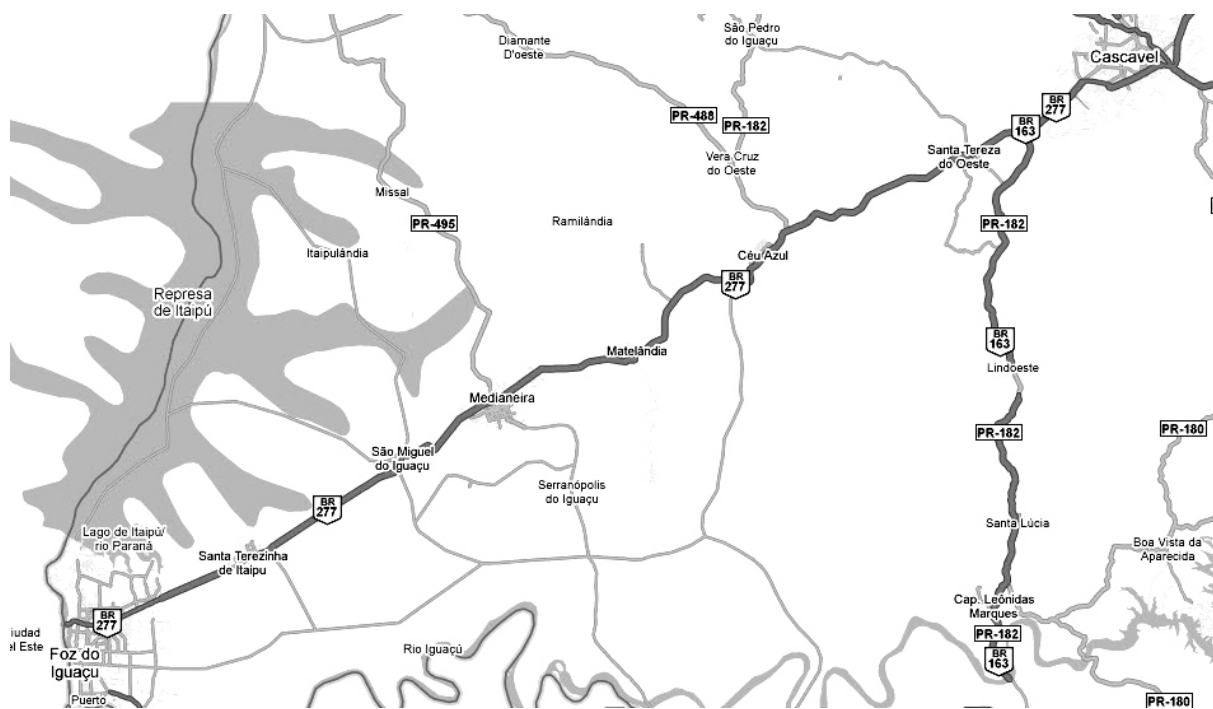 São Pedro
do Iguaçu
Diamante
D'oeste
Cascavel
BR
277
PR-488
PR-182
BR
163
Santa Tereza
do Oeste
Vera Cruz
do Oeste
Missal
PR-495
Ramilândia
PR-182
Itaipulândia
Céu Azul
BR
277
Represa
de Itaipú
BR
163
Matelândia
Lindoeste
Medianeira
PR-182
PR-180
São Miguel
do Iguaçu
Serranópolis
do Iguaçu
BR
277
Santa Lúcia
Lago de Itaipú/
rio Paraná
Boa Vista da
Aparecida
Santa Terezinha
de Itaipu
Cap. Leônidas
Marques
BR
277
iudad
el Este
PR-182
Rio Iguaçú
Foz do
Iguaçu
BR
163
Puerto
PR-180